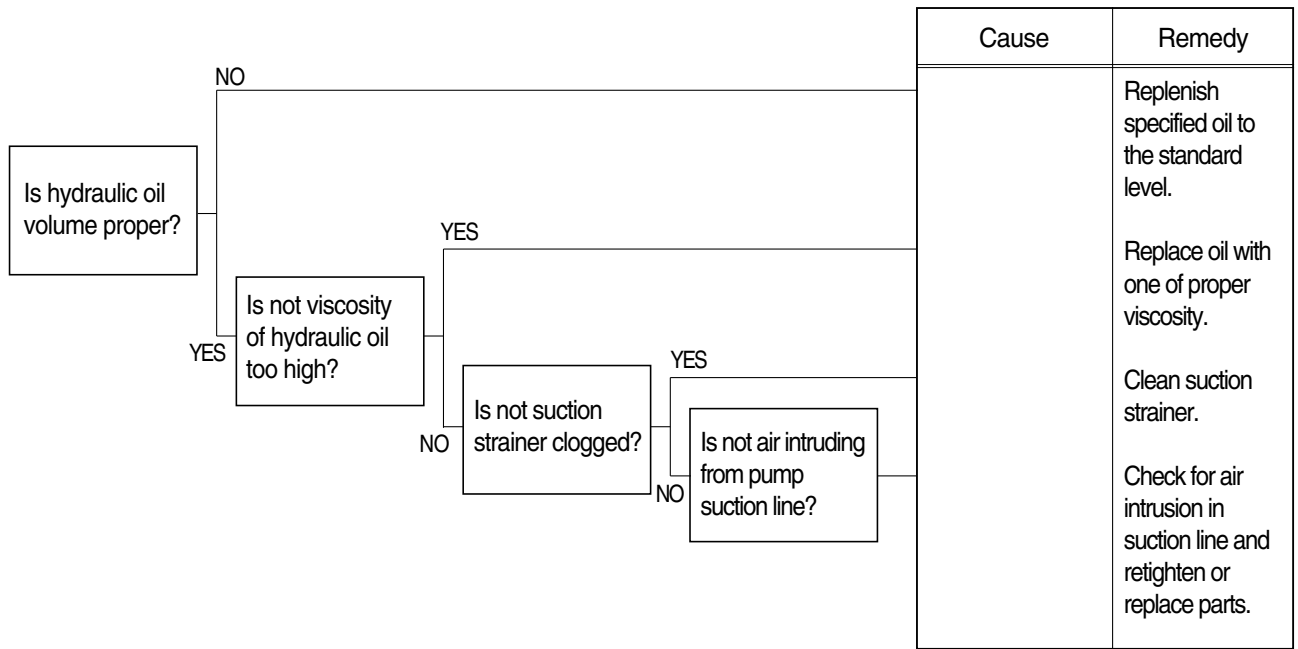 Cause
Remedy
NO
Is hydraulic oil
volume proper?
YES
Is not viscosity
of hydraulic oil
too high?
YES
NO
Is not suction
strainer clogged?
YES
NO
Is not air intruding
from pump
suction line?
Replenish
specified oil to
the standard
level.
Replace oil with
one of proper
viscosity.
Clean suction
strainer.
Check for air
intrusion in
suction line and
retighten or
replace parts.